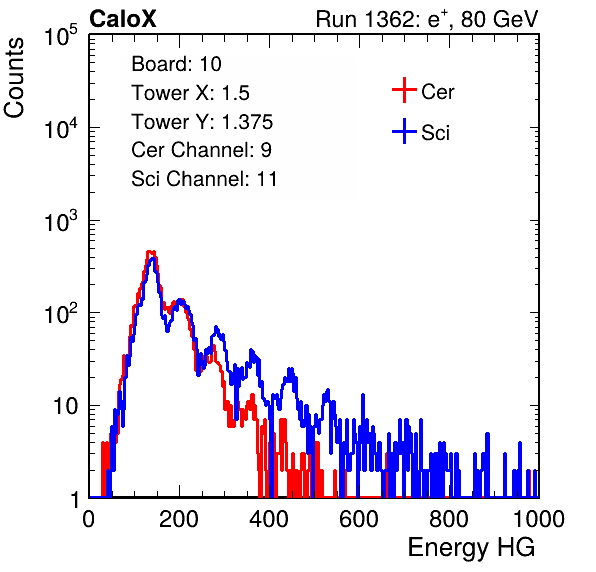 CaloX Run 1362: e⁺, 80 GeV
Counts
10⁵
10⁴
10³
10²
10
1
Board: 10
Tower X: 1.5
Tower Y: 1.375
Cer Channel: 9
Sci Channel: 11
Cer
Sci
0 200 400 600 800 1000
Energy HG